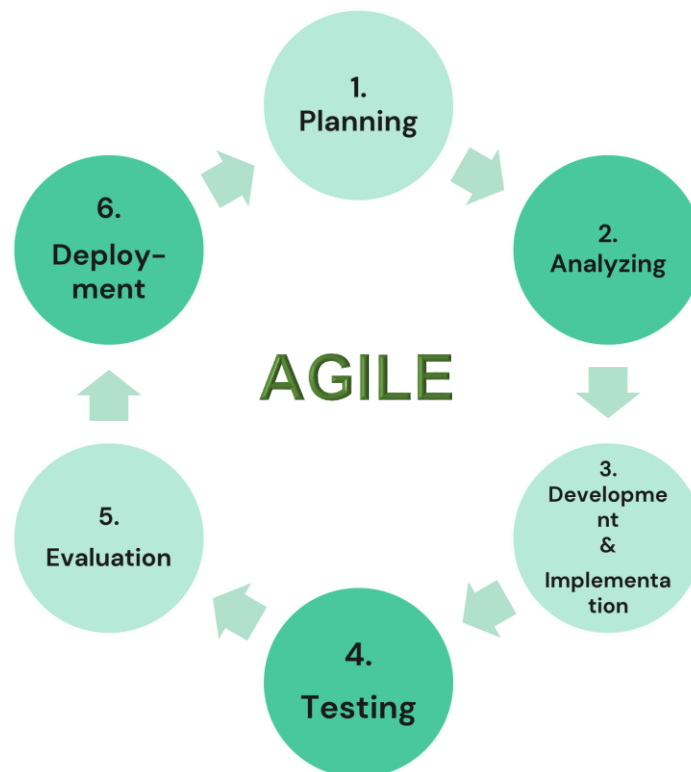 1.
Planning
2.
Analyzing
3.
Developme
nt
&
Implementa
tion
4.
Testing
5.
Evaluation
6.
Deploy-
ment
AGILE